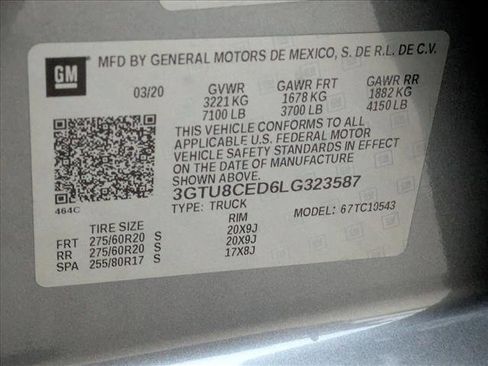 GM
MFD BY GENERAL MOTORS DE MEXICO, S. DE R.L. DE C.V.
03/20 GVWR GAWR FRT GAWR RR
3221 KG 1678 KG 1882 KG
7100 LB 3700 LB 4150 LB
THIS VEHICLE CONFORMS TO ALL
APPLICABLE U.S. FEDERAL MOTOR
VEHICLE SAFETY STANDARDS IN EFFECT
ON THE DATE OF MANUFACTURE
SHOWN ABOVE.
3GTU8CED6LG323587
464C TYPE: TRUCK MODEL: 67TC10543
TIRE SIZE RIM
FRT 275/60R20 S 20X9J
RR 275/60R20 S 20X9J
SPA 255/80R17 S 17X8J